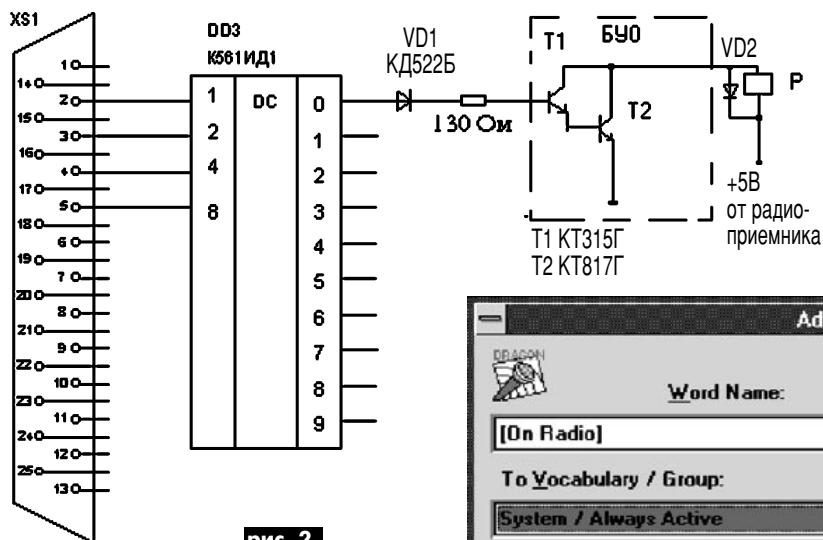 XS1
1
14
2
15
3
16
4
17
5
18
6
19
7
20
8
21
9
22
10
23
11
24
12
25
13
DD3
К561ИД1
1
2
4
8
DC
0
1
2
3
4
5
6
7
8
9
VD1
КД522Б
130 Ом
БУО
T1
T2
T1 КТ315Г
T2 КТ817Г
VD2
P
+5В
от радио-
приемника
рис. 2
Ad
DRAGON
Word Name:
[On Radio]
To Vocabulary / Group:
System / Always Active